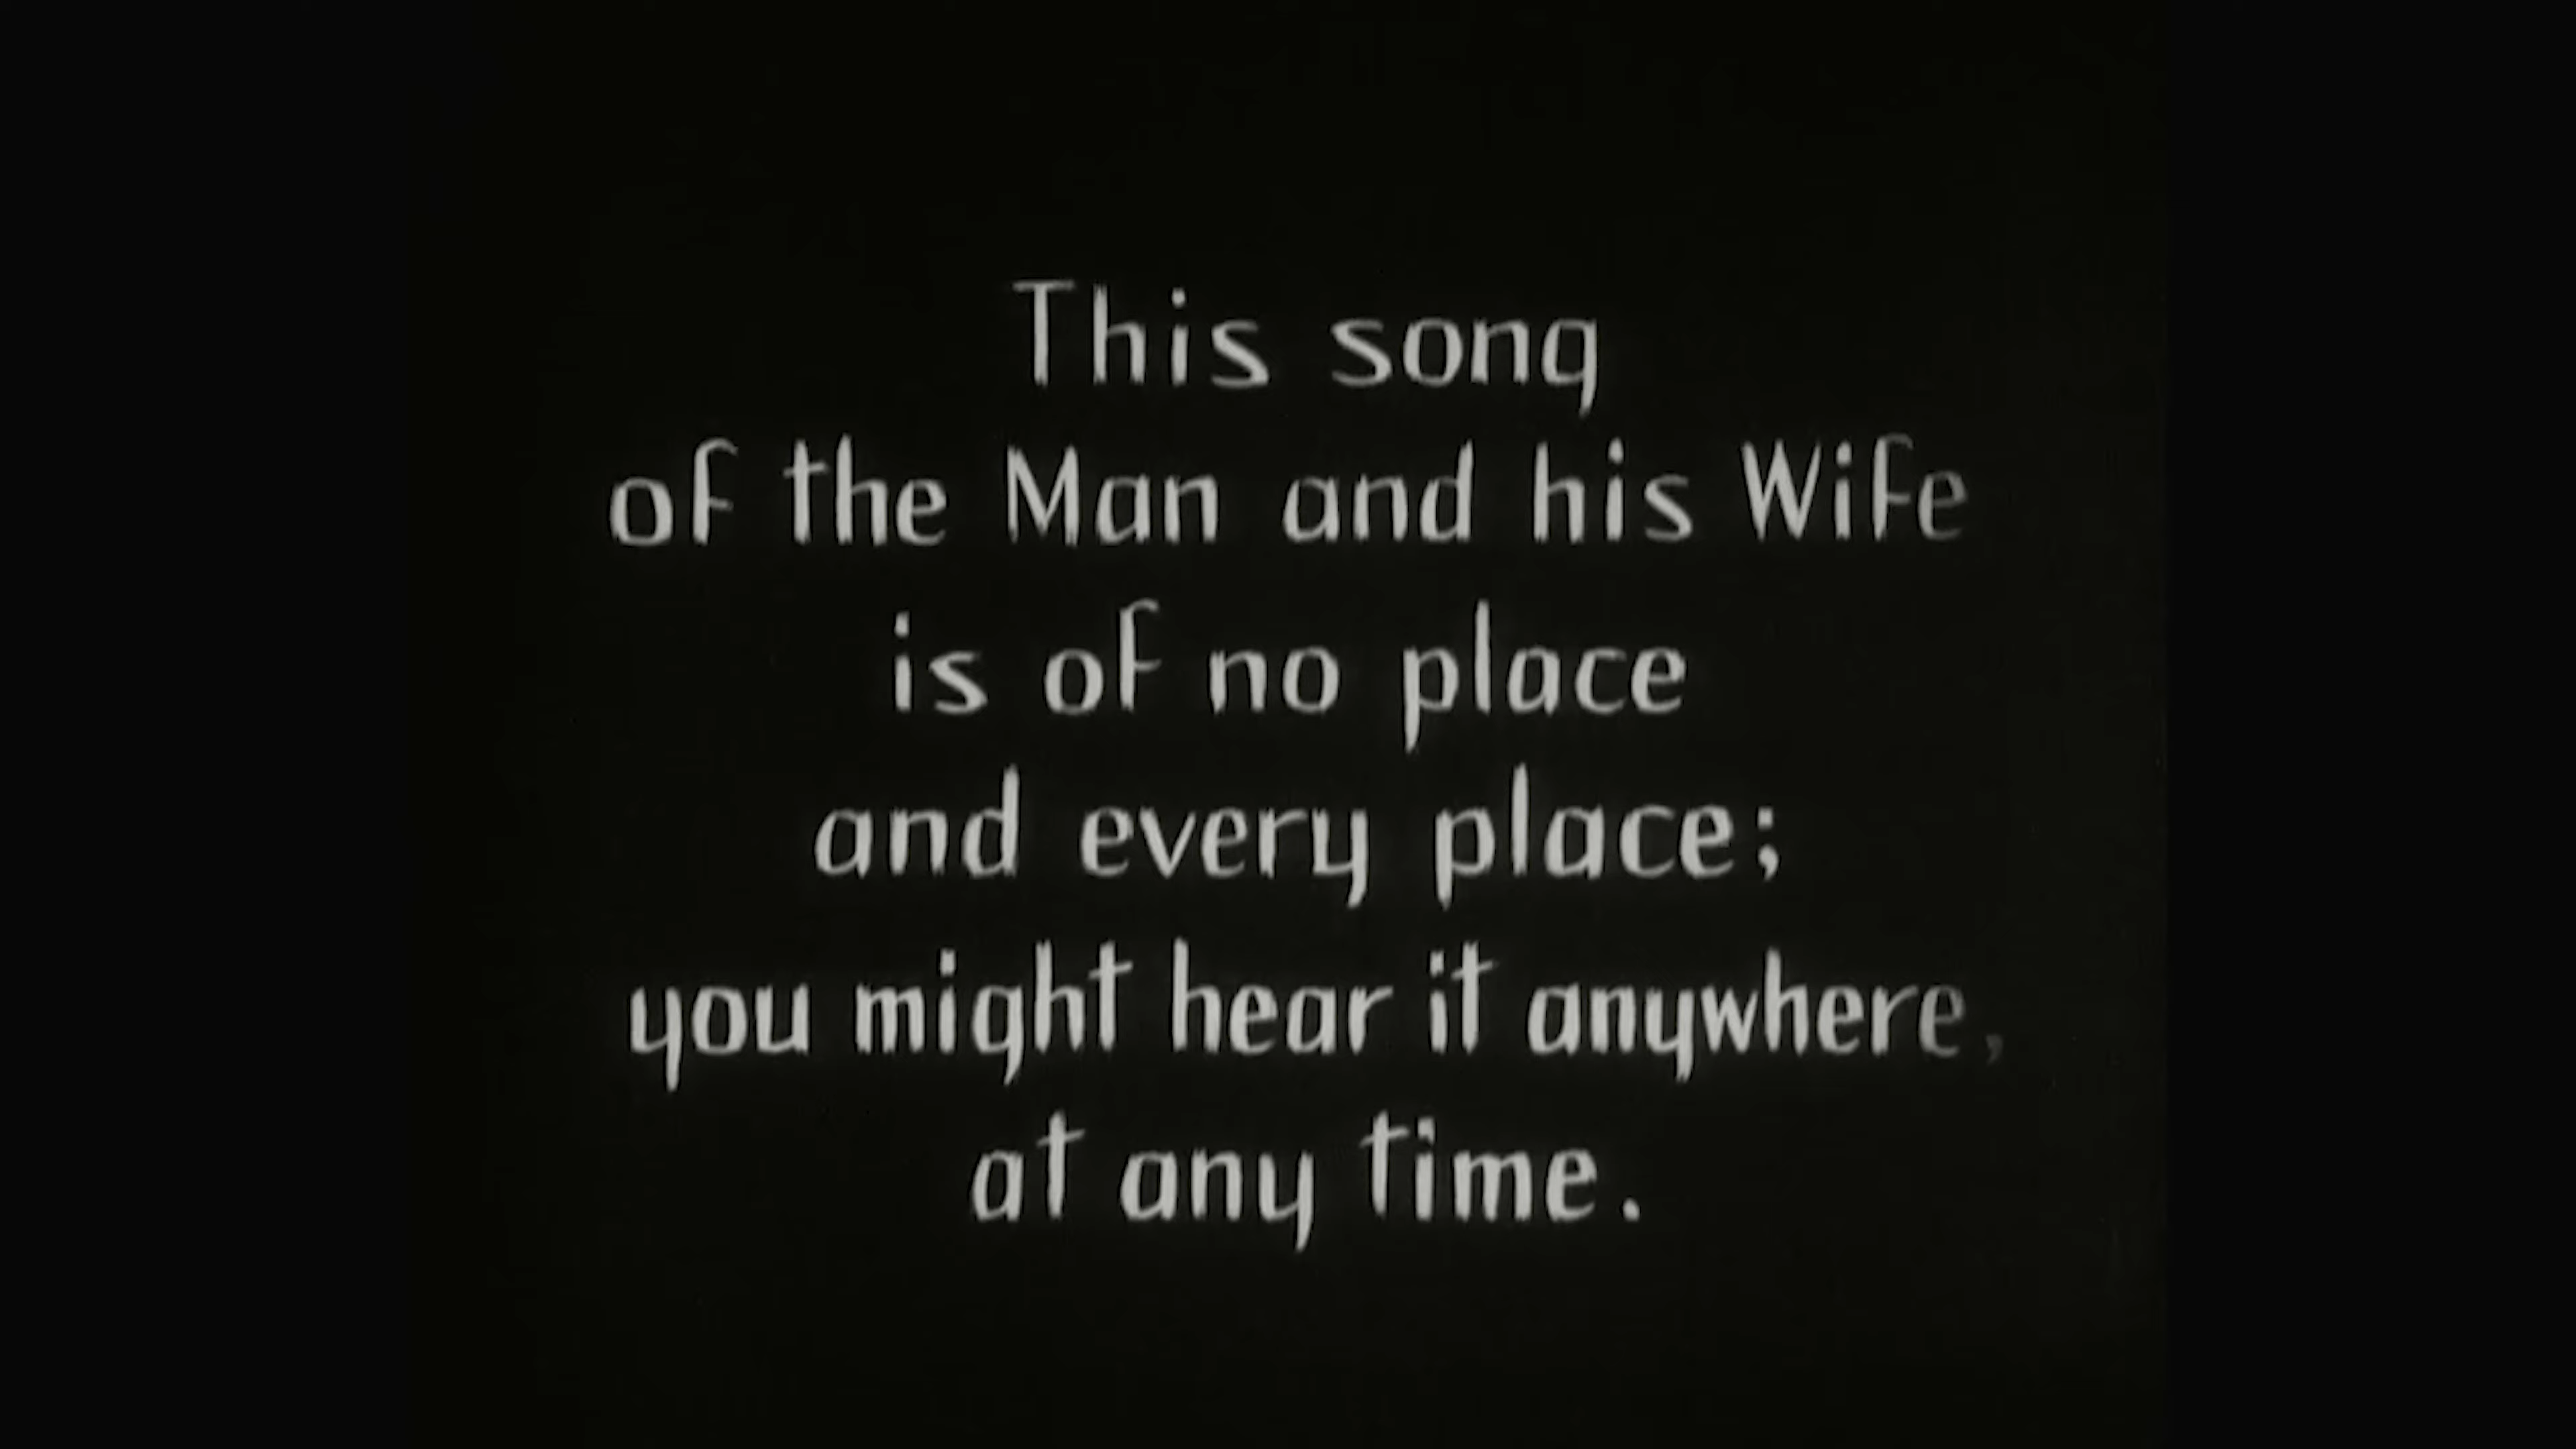 This song
of the Man and his Wife
is of no place
and every place;
you might hear it anywhere,
at any time.